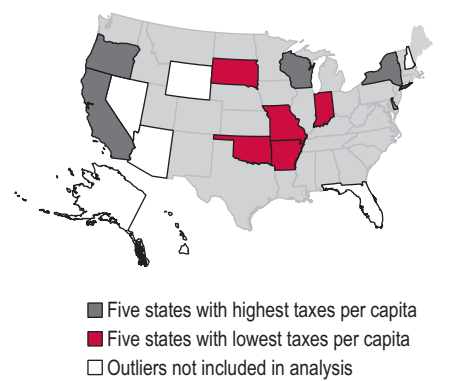 Five states with highest taxes per capita
Five states with lowest taxes per capita
Outliers not included in analysis